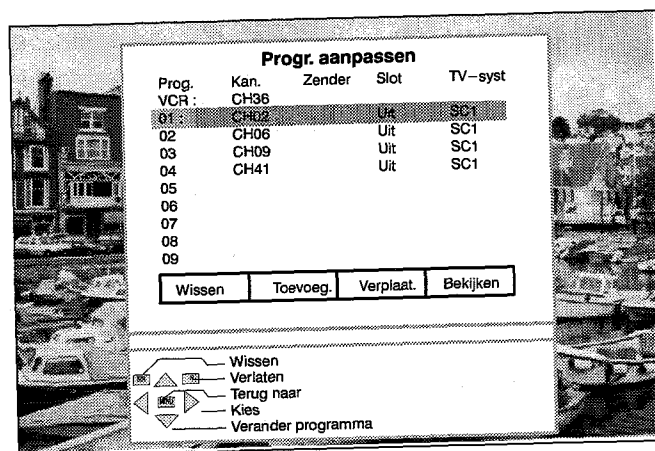 Progr. aanpassen
Prog. Kan. Zender Slot TV-syst
VCR : CH36
01 : CH02 Uit SC1
02 CH06 Uit SC1
03 CH09 Uit SC1
04 CH41 Uit SC1
05
06
07
08
09
Wissen Toevoeg. Verplaat. Bekijken
Wissen
Verlaten
Terug naar
MENU
Kies
Verander programma